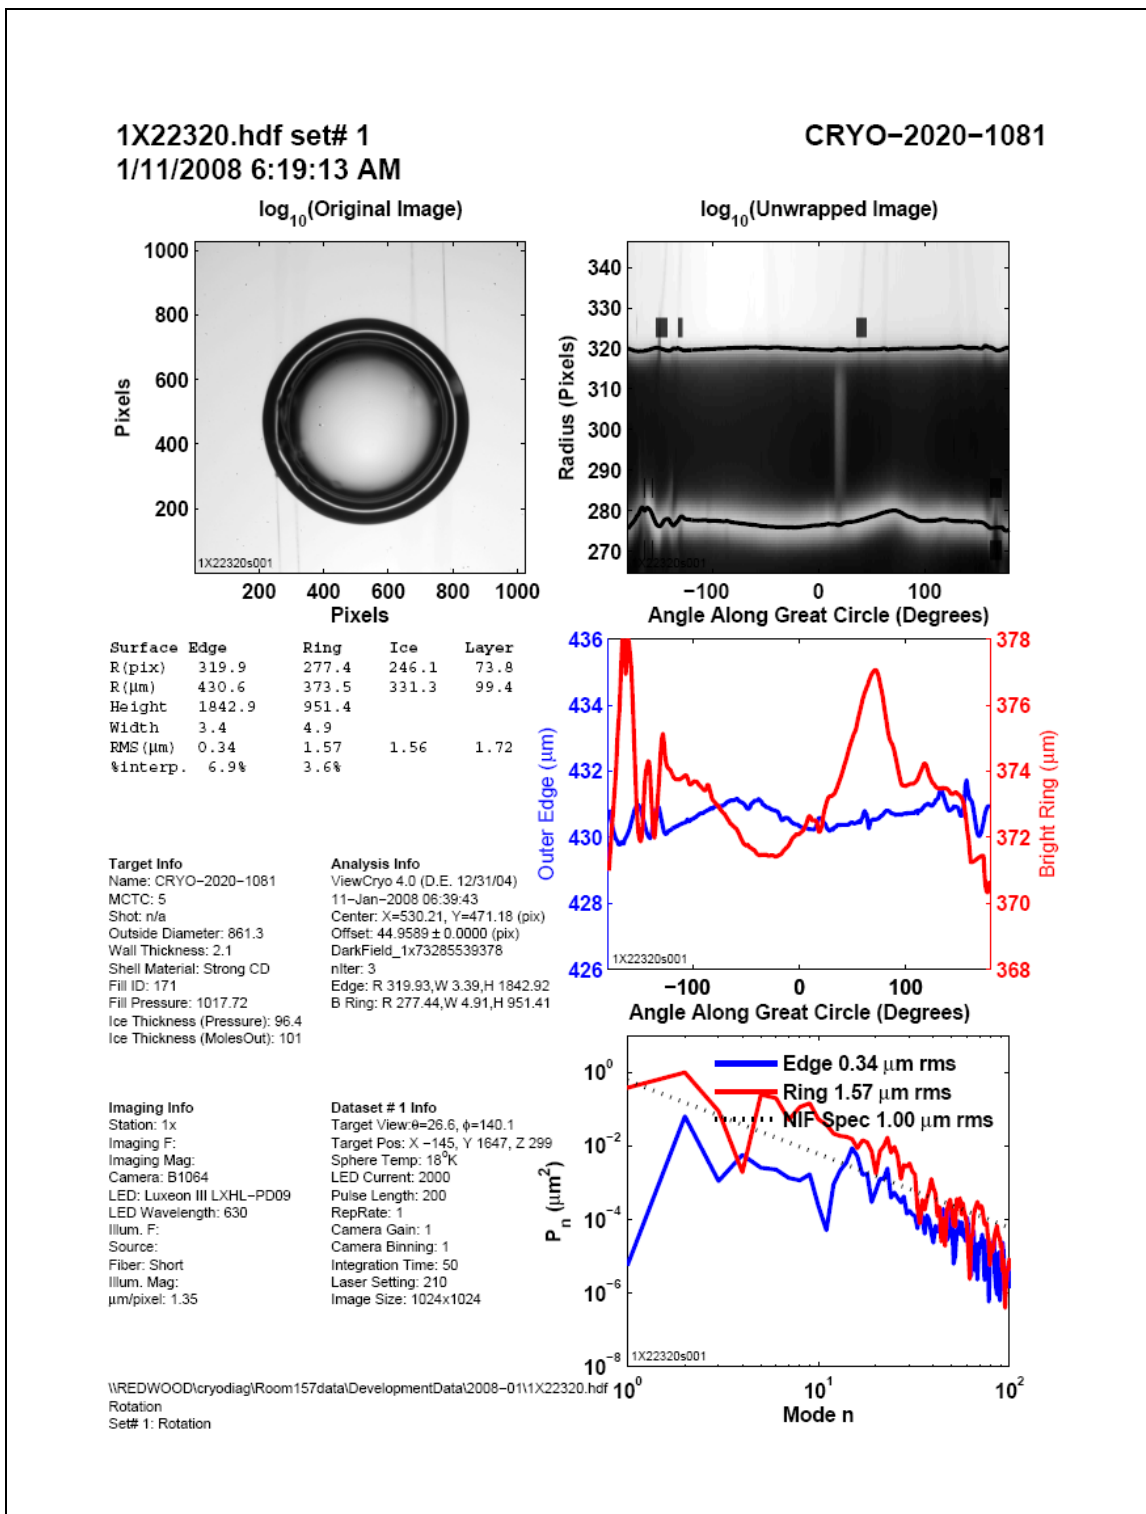 1X22320.hdf set# 1
CRYO−2020−1081
1/11/2008 6:19:13 AM
log10(Original Image)
1000
800
600
400
200
Pixels
1X22320s001
200 400 600 800 1000
Pixels
log10(Unwrapped Image)
340
330
320
310
300
290
280
270
Radius (Pixels)
−100 0 100
Angle Along Great Circle (Degrees)
Surface Edge Ring Ice Layer
R(pix) 319.9 277.4 246.1 73.8
R(µm) 430.6 373.5 331.3 99.4
Height 1842.9 951.4
Width 3.4 4.9
RMS(µm) 0.34 1.57 1.56 1.72
%interp. 6.9% 3.6%
436
434
432
430
428
426
Outer Edge (µm)
378
376
374
372
370
368
Bright Ring (µm)
1X22320s001
−100 0 100
Angle Along Great Circle (Degrees)
Target Info
Name: CRYO−2020−1081
MCTC: 5
Shot: n/a
Outside Diameter: 861.3
Wall Thickness: 2.1
Shell Material: Strong CD
Fill ID: 171
Fill Pressure: 1017.72
Ice Thickness (Pressure): 96.4
Ice Thickness (MolesOut): 101
Analysis Info
ViewCryo 4.0 (D.E. 12/31/04)
11−Jan−2008 06:39:43
Center: X=530.21, Y=471.18 (pix)
Offset: 44.9589 ± 0.0000 (pix)
DarkField_1x73285539378
nIter: 3
Edge: R 319.93,W 3.39,H 1842.92
B Ring: R 277.44,W 4.91,H 951.41
Imaging Info
Station: 1x
Imaging F:
Imaging Mag:
Camera: B1064
LED: Luxeon III LXHL−PD09
LED Wavelength: 630
Illum. F:
Source:
Fiber: Short
Illum. Mag:
µm/pixel: 1.35
Dataset # 1 Info
Target View:θ=26.6, ϕ=140.1
Target Pos: X −145, Y 1647, Z 299
Sphere Temp: 18°K
LED Current: 2000
Pulse Length: 200
RepRate: 1
Camera Gain: 1
Camera Binning: 1
Integration Time: 50
Laser Setting: 210
Image Size: 1024x1024
Edge 0.34 µm rms
Ring 1.57 µm rms
NIF Spec 1.00 µm rms
10^0
10^−2
10^−4
10^−6
10^−8
Pn (µm^2)
1X22320s001
10^0 10^1 10^2
Mode n
\\REDWOOD\cryodiag\Room157data\DevelopmentData\2008−01\1X22320.hdf
Rotation
Set# 1: Rotation